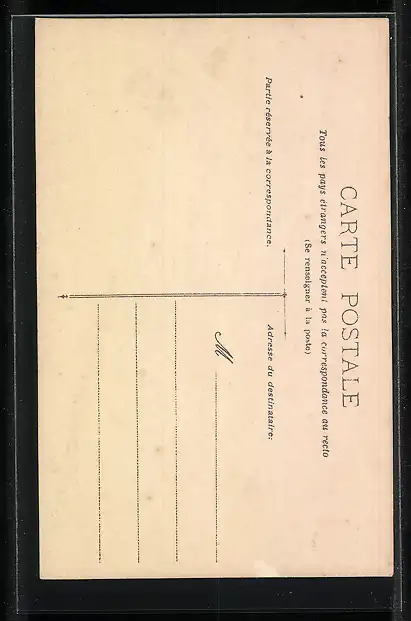 CARTE POSTALE
Tous les pays étrangers n'acceptent pas la correspondance au recto
(Se renseigner à la poste)
Partie réservée à la correspondance.
Adresse du destinataire:
M